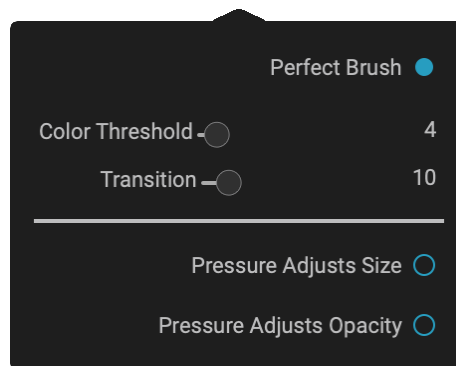 Perfect Brush
Color Threshold 4
Transition 10
Pressure Adjusts Size
Pressure Adjusts Opacity